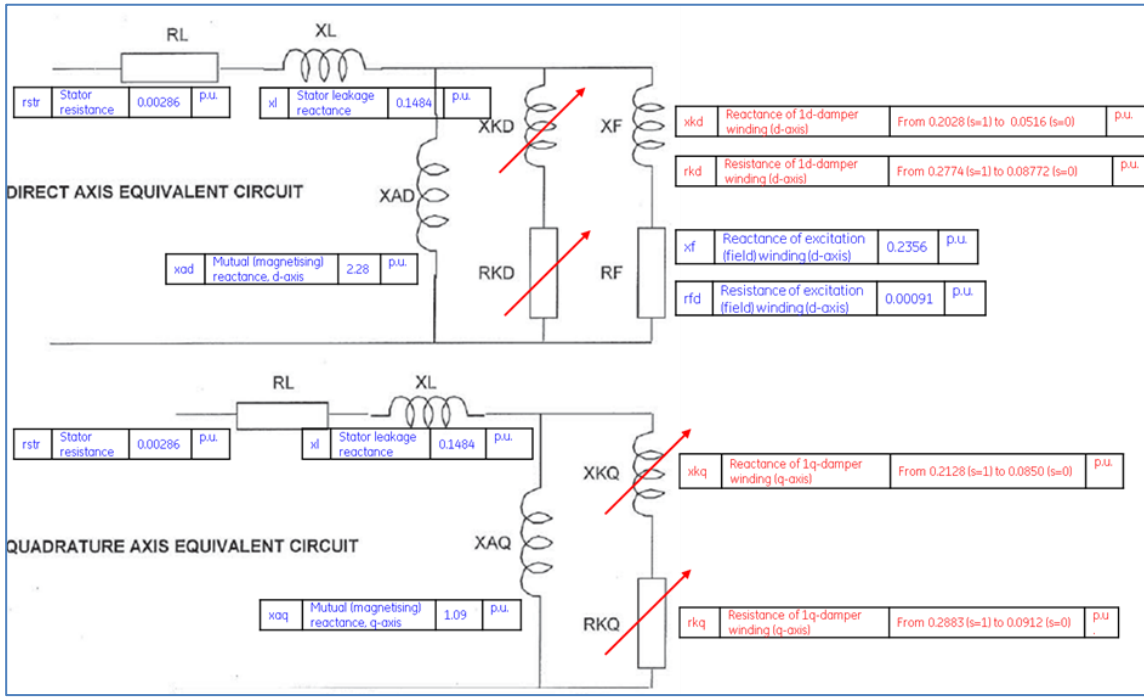 RL
XL
rstr Stator resistance 0.00286 p.u.
xl Stator leakage reactance 0.1484 p.u.
XKD
XF
xkd Reactance of 1d-damper winding (d-axis) From 0.2028 (s=1) to 0.0516 (s=0) p.u.
rkd Resistance of 1d-damper winding (d-axis) From 0.2774 (s=1) to 0.08772 (s=0) p.u.
DIRECT AXIS EQUIVALENT CIRCUIT
XAD
xad Mutual (magnetising) reactance, d-axis 2.28 p.u.
RKD
RF
xf Reactance of excitation (field) winding (d-axis) 0.2356 p.u.
rfd Resistance of excitation (field) winding (d-axis) 0.00091 p.u.
RL
XL
rstr Stator resistance 0.00286 p.u.
xl Stator leakage reactance 0.1484 p.u.
XKQ
xkq Reactance of 1q-damper winding (q-axis) From 0.2128 (s=1) to 0.0850 (s=0) p.u.
QUADRATURE AXIS EQUIVALENT CIRCUIT
XAQ
xaq Mutual (magnetising) reactance, q-axis 1.09 p.u.
RKQ
rkq Resistance of 1q-damper winding (q-axis) From 0.2883 (s=1) to 0.0912 (s=0) p.u.